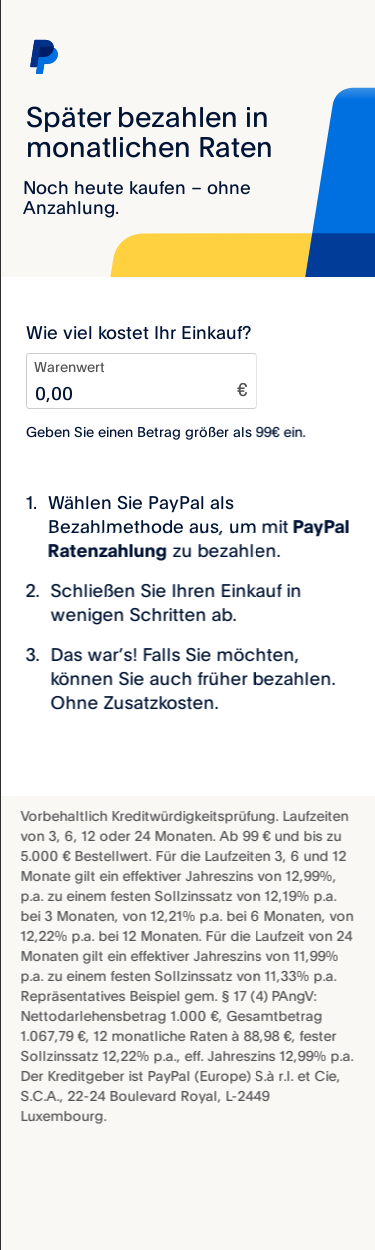 Später bezahlen in
monatlichen Raten
Noch heute kaufen – ohne
Anzahlung.
Wie viel kostet Ihr Einkauf?
Warenwert
0,00 €
Geben Sie einen Betrag größer als 99€ ein.
1. Wählen Sie PayPal als
Bezahlmethode aus, um mit PayPal
Ratenzahlung zu bezahlen.
2. Schließen Sie Ihren Einkauf in
wenigen Schritten ab.
3. Das war's! Falls Sie möchten,
können Sie auch früher bezahlen.
Ohne Zusatzkosten.
Vorbehaltlich Kreditwürdigkeitsprüfung. Laufzeiten
von 3, 6, 12 oder 24 Monaten. Ab 99 € und bis zu
5.000 € Bestellwert. Für die Laufzeiten 3, 6 und 12
Monate gilt ein effektiver Jahreszins von 12,99%,
p.a. zu einem festen Sollzinssatz von 12,19% p.a.
bei 3 Monaten, von 12,21% p.a. bei 6 Monaten, von
12,22% p.a. bei 12 Monaten. Für die Laufzeit von 24
Monaten gilt ein effektiver Jahreszins von 11,99%
p.a. zu einem festen Sollzinssatz von 11,33% p.a.
Repräsentatives Beispiel gem. § 17 (4) PAngV:
Nettodarlehensbetrag 1.000 €, Gesamtbetrag
1.067,79 €, 12 monatliche Raten à 88,98 €, fester
Sollzinssatz 12,22% p.a., eff. Jahreszins 12,99% p.a.
Der Kreditgeber ist PayPal (Europe) S.à r.l. et Cie,
S.C.A., 22-24 Boulevard Royal, L-2449
Luxembourg.